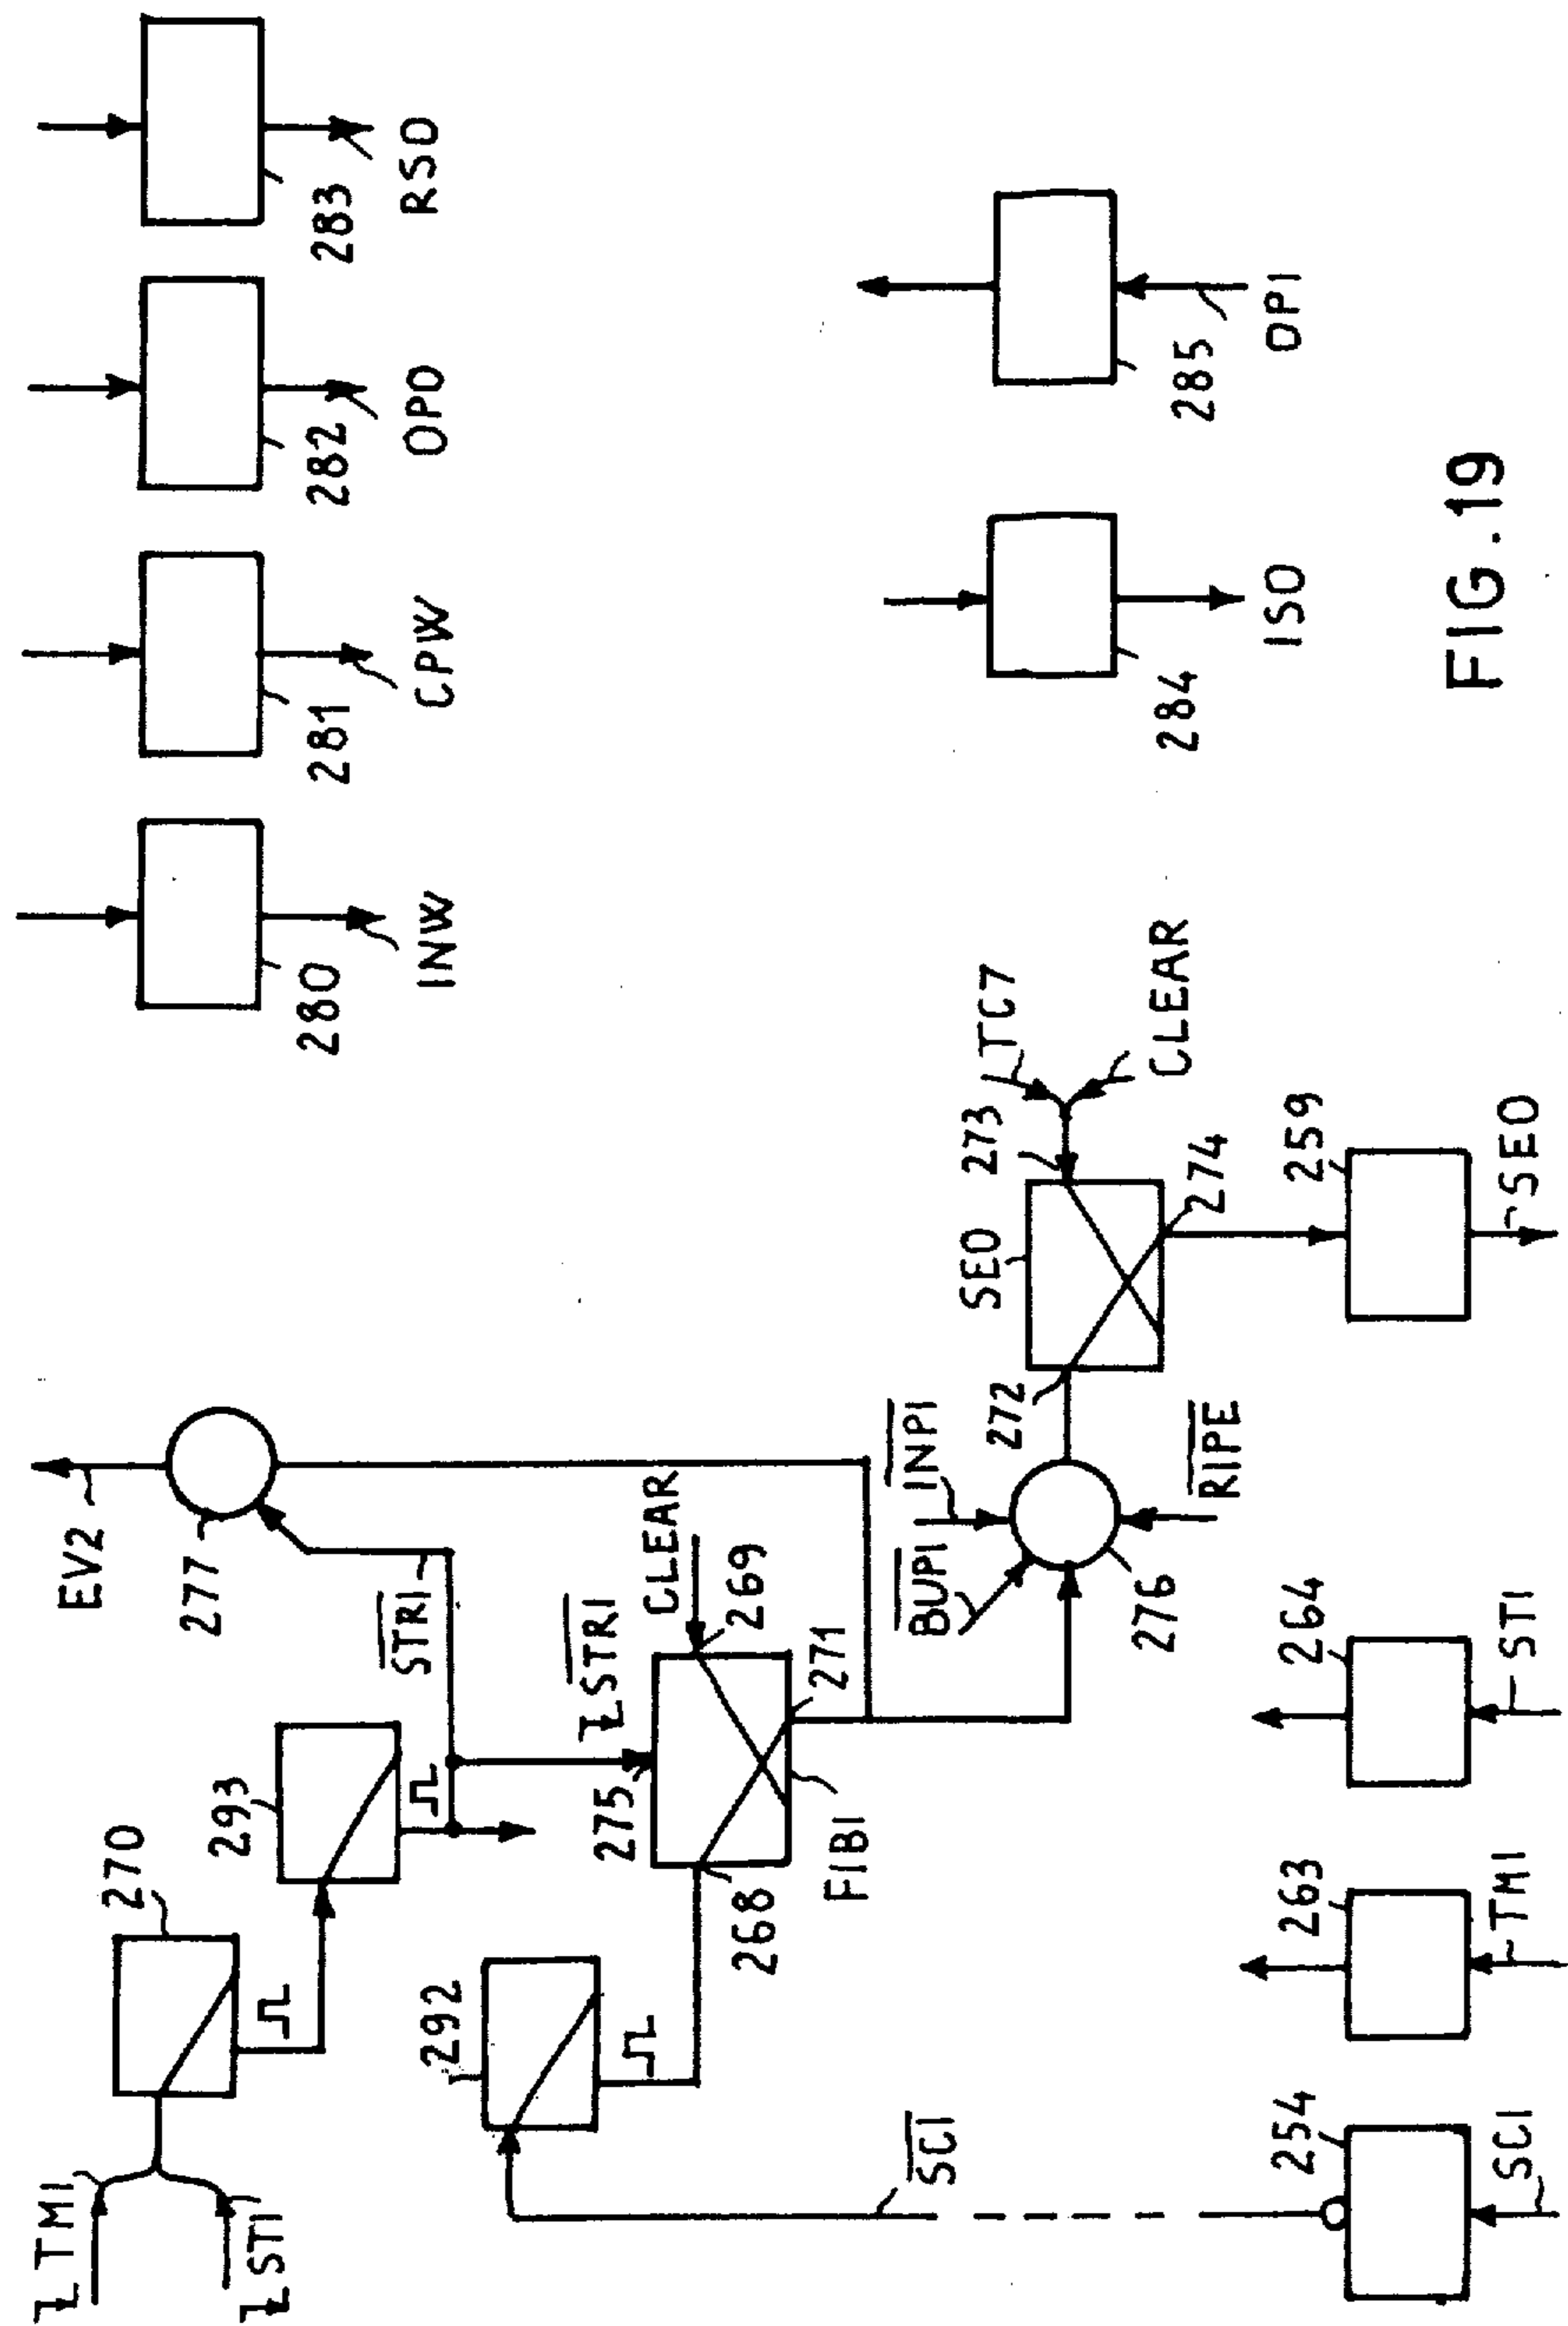 TMI
STI
270
293
STRI
EV2
277
280
INW
281
CPW
282
OPO
283
RSO
292
SCI
268
275
STRI
CLEAR
269
271
FIBI
BUPI
INPI
276
RIPE
272
SEO
273
TC7
CLEAR
274
254
SCI
263
TMI
264
STI
259
SEO
284
ISO
285
OPI
FIG.19